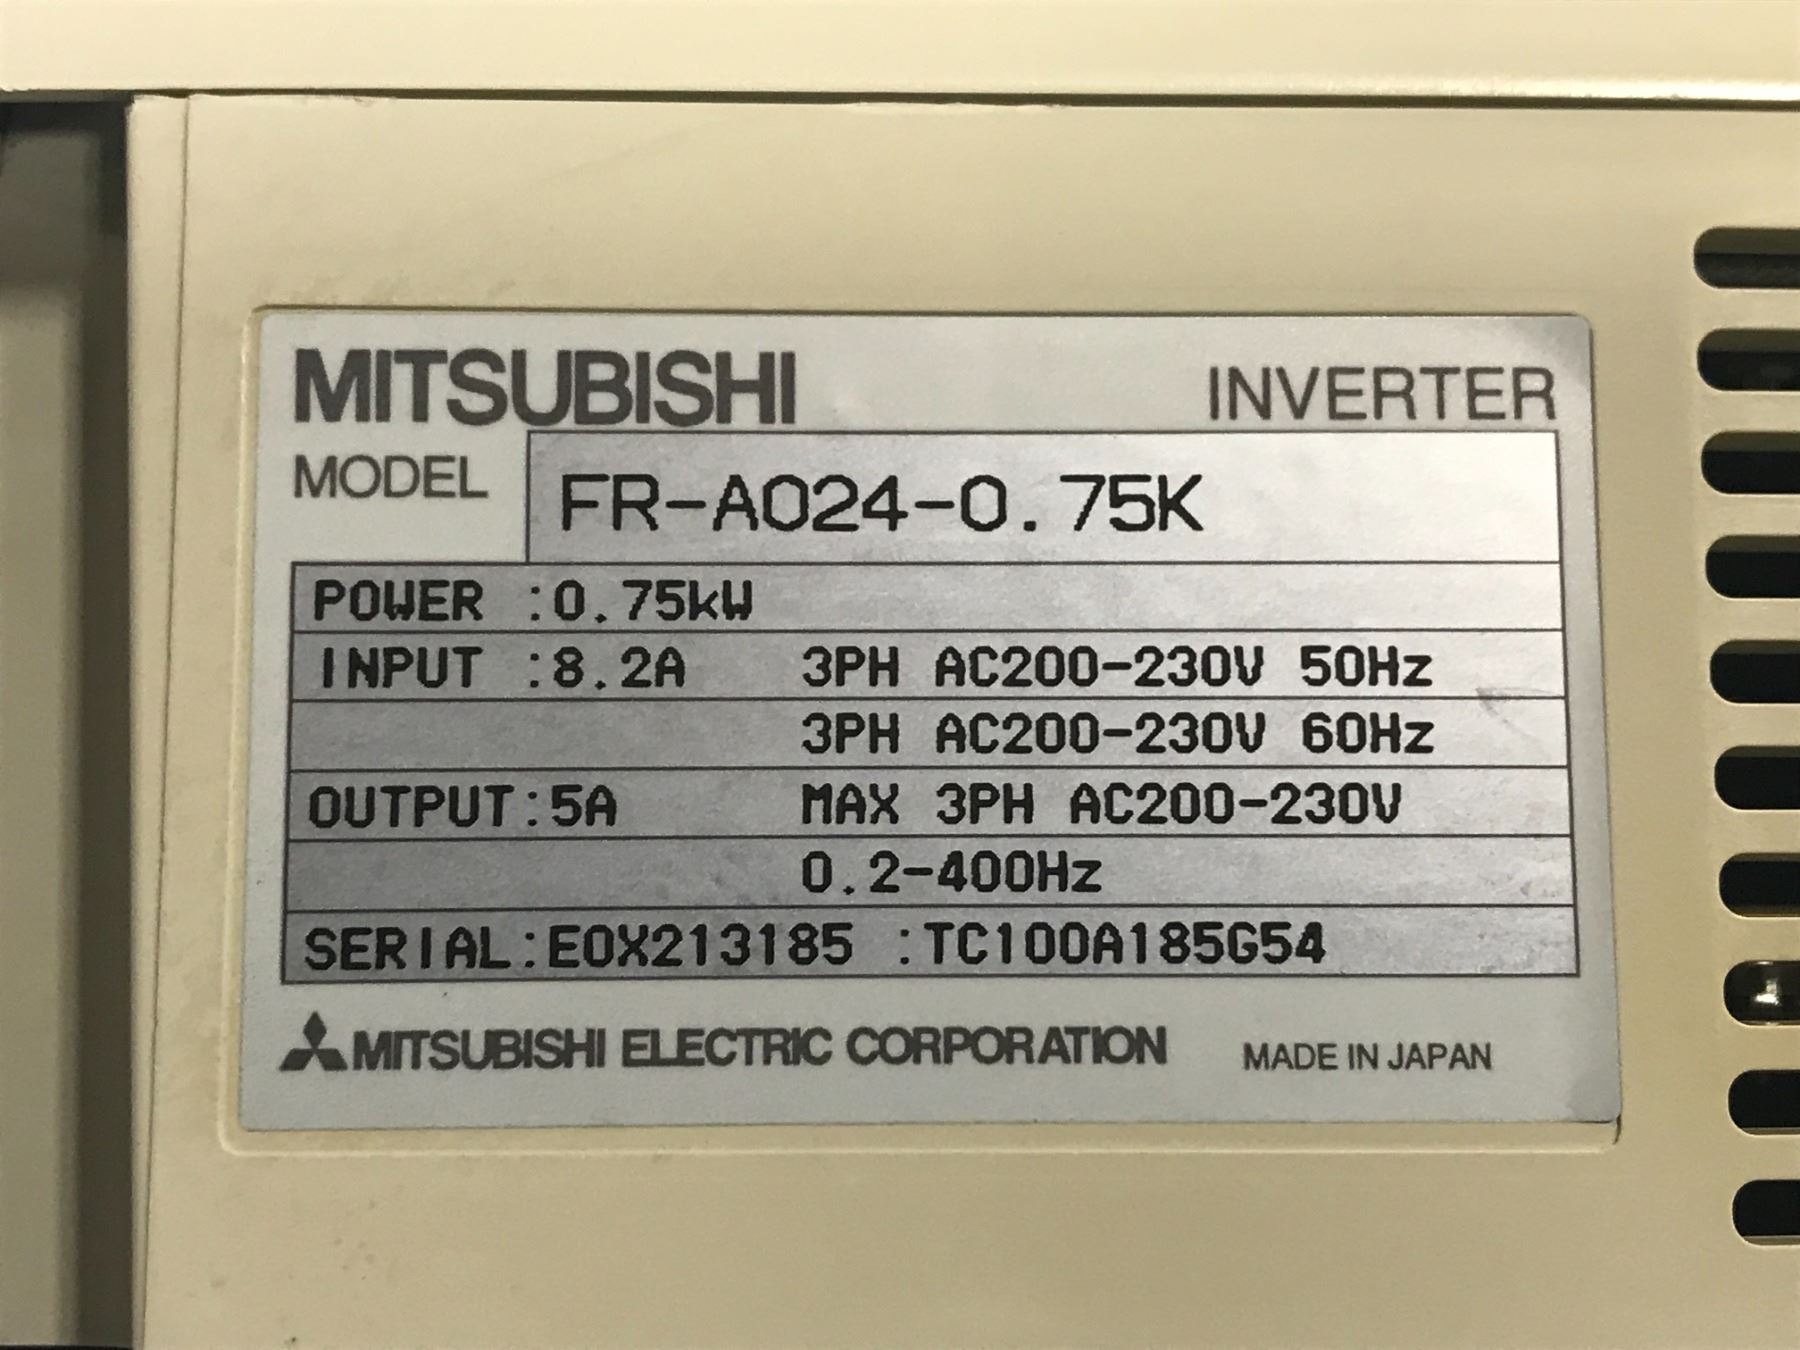 MITSUBISHI INVERTER
MODEL FR-A024-0.75K
POWER :0.75kW
INPUT :8.2A 3PH AC200-230V 50Hz
3PH AC200-230V 60Hz
OUTPUT:5A MAX 3PH AC200-230V
0.2-400Hz
SERIAL:E0X213185 :TC100A185G54
MITSUBISHI ELECTRIC CORPORATION MADE IN JAPAN